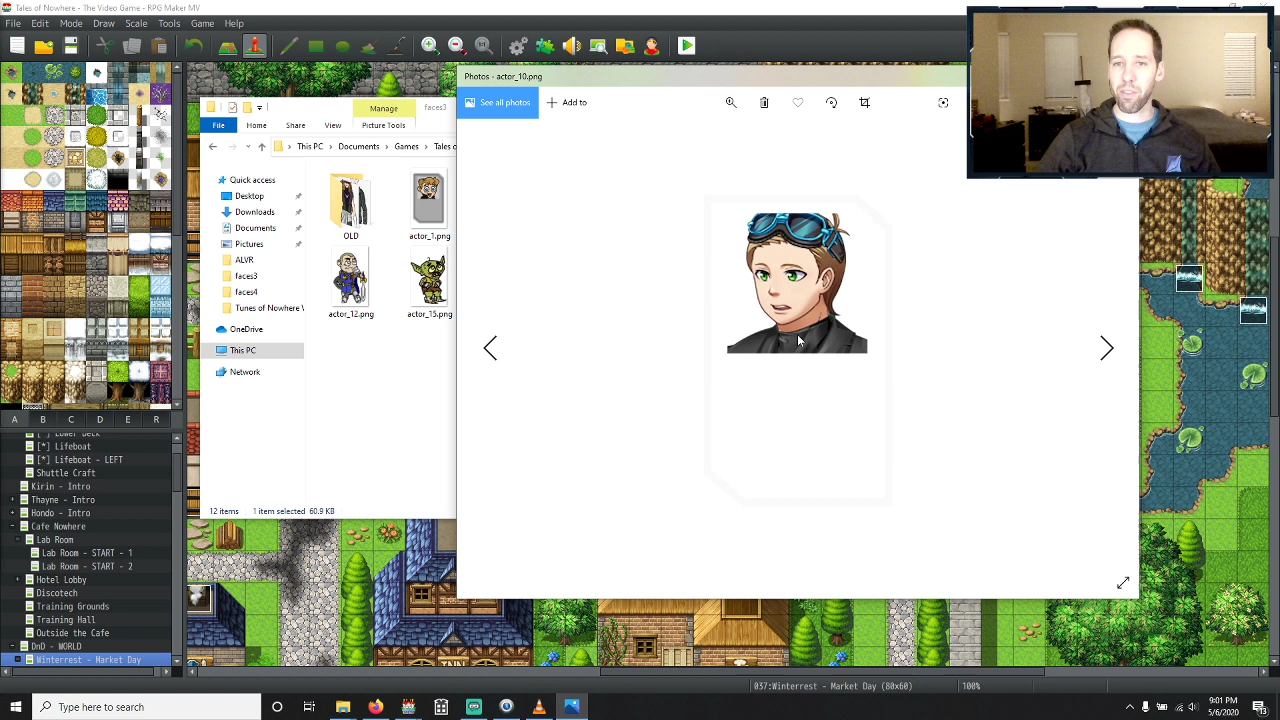 Tales of Nowhere - The Video Game - RPG Maker MV
File Edit Mode Draw Scale Tools Game Help
Manage
faces3
File Home Share View Picture Tools
This PC Documents Games Tales o
Quick access
Desktop
Downloads
Documents
Pictures
ALVR
faces3
faces4
Tunes of Nowhere
OneDrive
This PC
Network
OLD
actor_1.png
actor_12.png
actor_15.png
12 items 1 item selected 60.9 KB
Photos - actor_10.png
See all photos
Add to
A B C D E R
[*] Lower Deck
[*] Lifeboat
[*] Lifeboat - LEFT
Shuttle Craft
Kirin - Intro
Thayne - Intro
Hondo - Intro
Cafe Nowhere
Lab Room
Lab Room - START - 1
Lab Room - START - 2
Hotel Lobby
Discotech
Training Grounds
Training Hall
Outside the Cafe
DnD - WORLD
Winterrest - Market Day
INN
037:Winterrest - Market Day (80x60) 100%
Type here to search
9:01 PM
5/6/2020